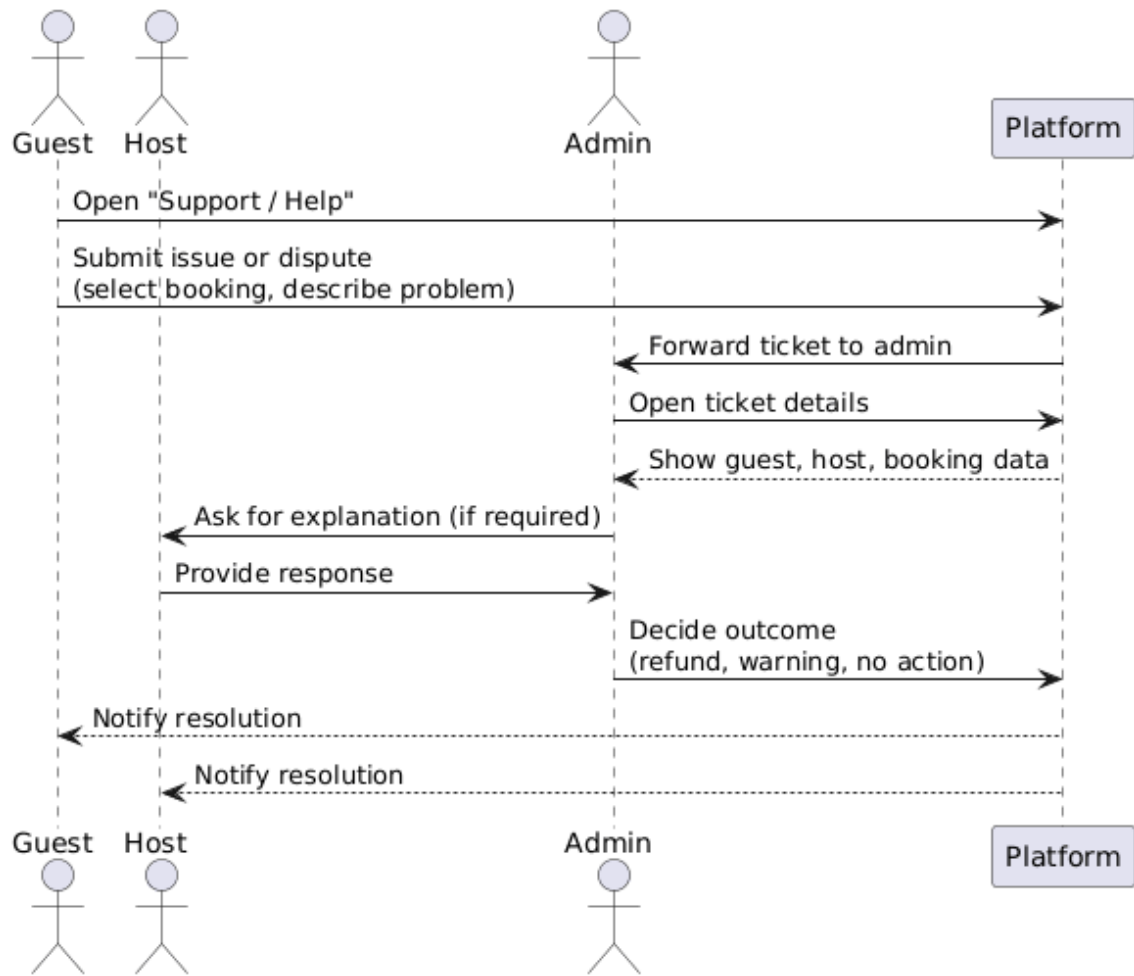 Guest Host Admin Platform
Open "Support / Help"
Submit issue or dispute
(select booking, describe problem)
Forward ticket to admin
Open ticket details
Show guest, host, booking data
Ask for explanation (if required)
Provide response
Decide outcome
(refund, warning, no action)
Notify resolution
Notify resolution
Guest Host Admin Platform